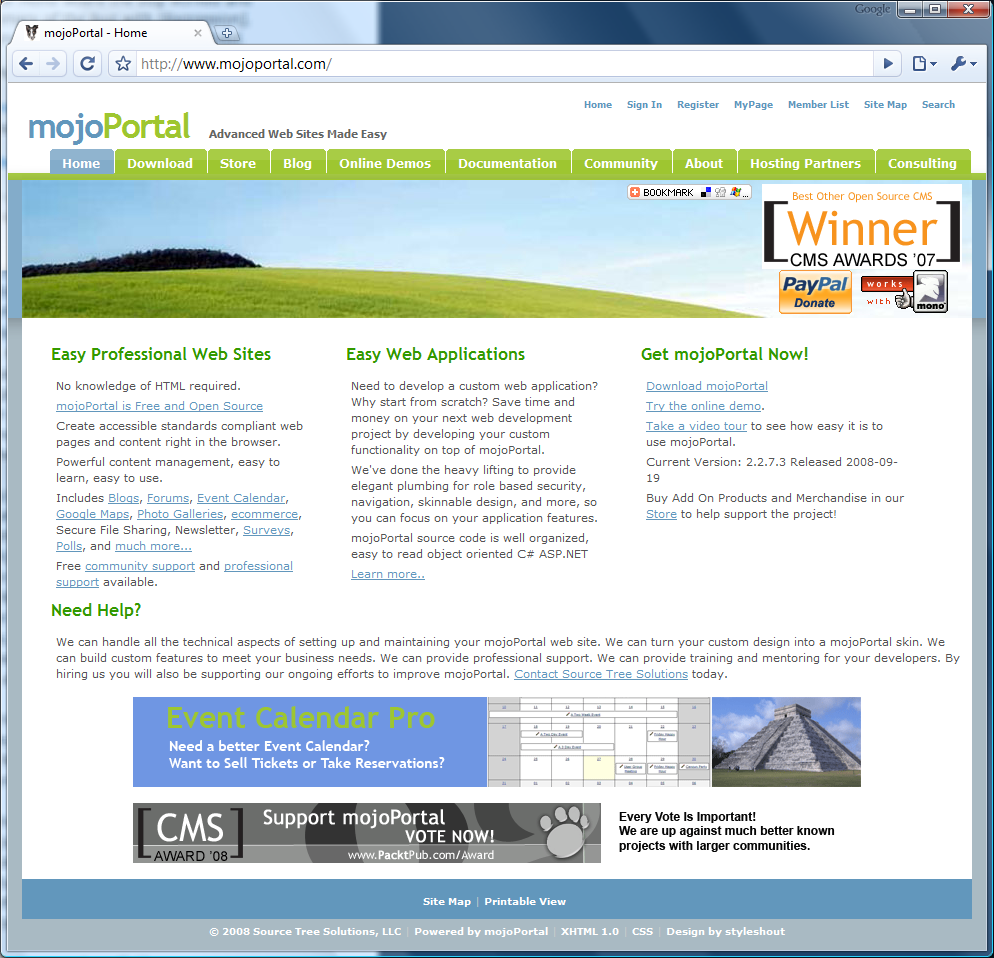 Google
mojoPortal - Home
http://www.mojoportal.com/
Home Sign In Register MyPage Member List Site Map Search
mojoPortal Advanced Web Sites Made Easy
Home Download Store Blog Online Demos Documentation Community About Hosting Partners Consulting
BOOKMARK
Best Other Open Source CMS
Winner
CMS AWARDS '07
PayPal
Donate
works
with
mono
Easy Professional Web Sites
No knowledge of HTML required.
mojoPortal is Free and Open Source
Create accessible standards compliant web
pages and content right in the browser.
Powerful content management, easy to
learn, easy to use.
Includes Blogs, Forums, Event Calendar,
Google Maps, Photo Galleries, ecommerce,
Secure File Sharing, Newsletter, Surveys,
Polls, and much more...
Free community support and professional
support available.
Easy Web Applications
Need to develop a custom web application?
Why start from scratch? Save time and
money on your next web development
project by developing your custom
functionality on top of mojoPortal.
We've done the heavy lifting to provide
elegant plumbing for role based security,
navigation, skinnable design, and more, so
you can focus on your application features.
mojoPortal source code is well organized,
easy to read object oriented C# ASP.NET
Learn more..
Get mojoPortal Now!
Download mojoPortal
Try the online demo.
Take a video tour to see how easy it is to
use mojoPortal.
Current Version: 2.2.7.3 Released 2008-09-
19
Buy Add On Products and Merchandise in our
Store to help support the project!
Need Help?
We can handle all the technical aspects of setting up and maintaining your mojoPortal web site. We can turn your custom design into a mojoPortal skin. We
can build custom features to meet your business needs. We can provide professional support. We can provide training and mentoring for your developers. By
hiring us you will also be supporting our ongoing efforts to improve mojoPortal. Contact Source Tree Solutions today.
Event Calendar Pro
Need a better Event Calendar?
Want to Sell Tickets or Take Reservations?
CMS
AWARD '08
Support mojoPortal
VOTE NOW!
www.PacktPub.com/Award
Every Vote Is Important!
We are up against much better known
projects with larger communities.
Site Map | Printable View
© 2008 Source Tree Solutions, LLC | Powered by mojoPortal | XHTML 1.0 | CSS | Design by styleshout